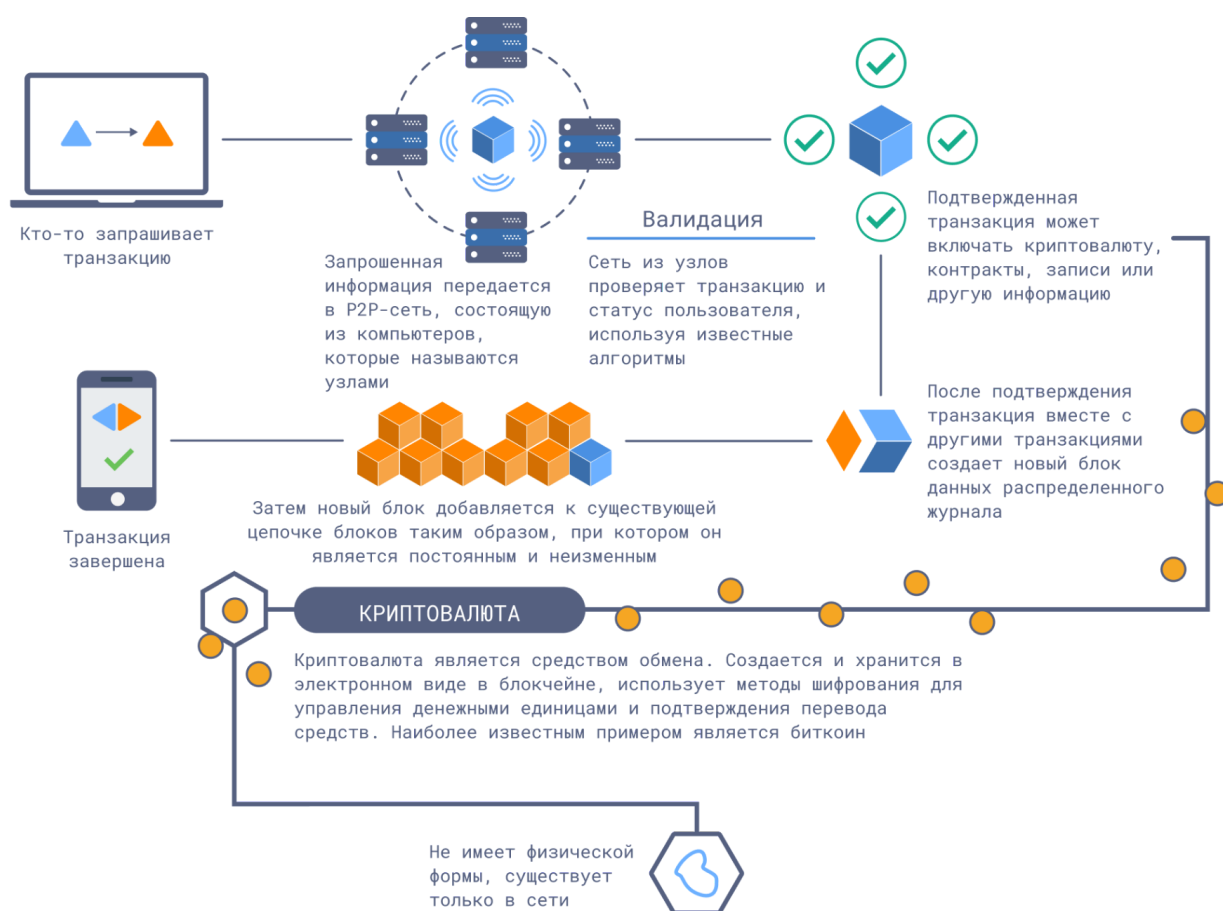 Кто-то запрашивает
транзакцию
Запрошенная
информация передается
в P2P-сеть, состоящую
из компьютеров,
которые называются
узлами
Валидация
Сеть из узлов
проверяет транзакцию и
статус пользователя,
используя известные
алгоритмы
Подтвержденная
транзакция может
включать криптовалюту,
контракты, записи или
другую информацию
После подтверждения
транзакция вместе с
другими транзакциями
создает новый блок
данных распределенного
журнала
Затем новый блок добавляется к существующей
цепочке блоков таким образом, при котором он
является постоянным и неизменным
Транзакция
завершена
КРИПТОВАЛЮТА
Криптовалюта является средством обмена. Создается и хранится в
электронном виде в блокчейне, использует методы шифрования для
управления денежными единицами и подтверждения перевода
средств. Наиболее известным примером является биткоин
Не имеет физической
формы, существует
только в сети